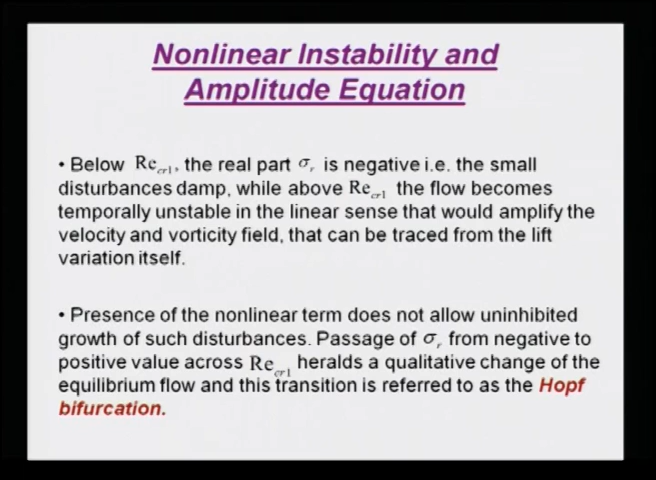 Nonlinear Instability and
Amplitude Equation
• Below Re_cr1, the real part σ_r is negative i.e. the small
disturbances damp, while above Re_cr1 the flow becomes
temporally unstable in the linear sense that would amplify the
velocity and vorticity field, that can be traced from the lift
variation itself.
• Presence of the nonlinear term does not allow uninhibited
growth of such disturbances. Passage of σ_r from negative to
positive value across Re_cr1 heralds a qualitative change of the
equilibrium flow and this transition is referred to as the Hopf
bifurcation.